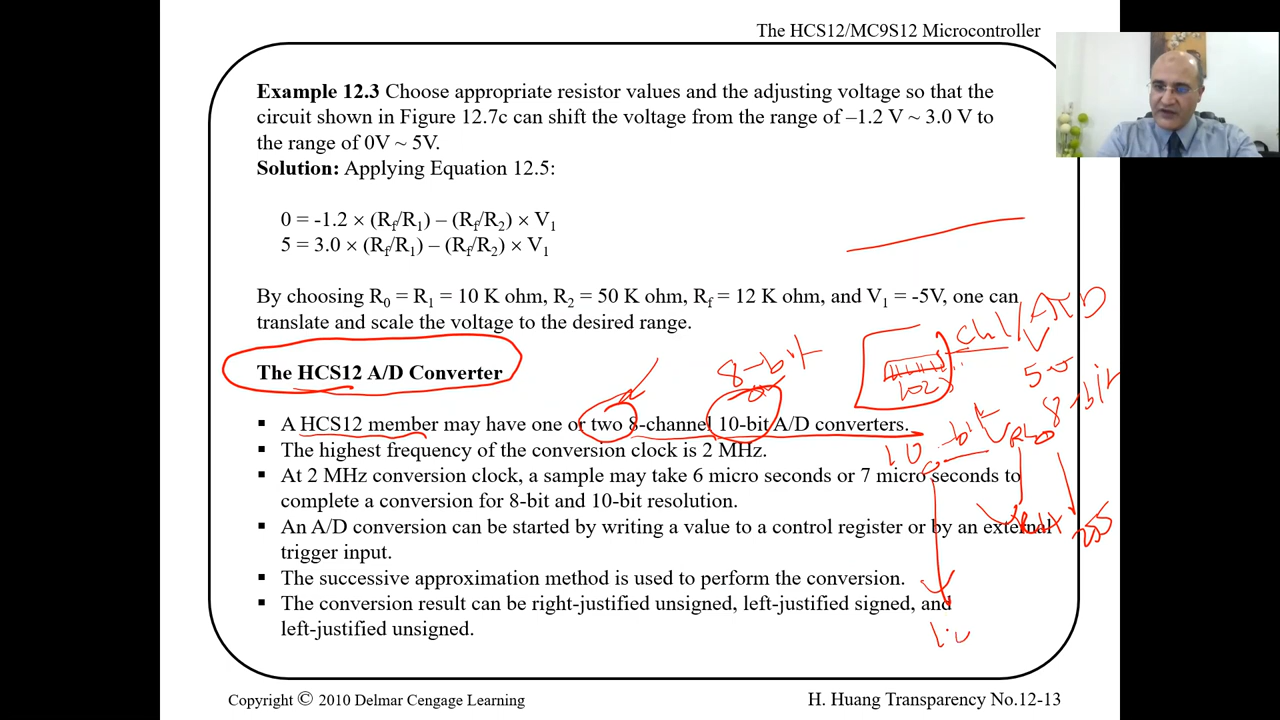 The HCS12/MC9S12 Microcontroller
Example 12.3 Choose appropriate resistor values and the adjusting voltage so that the
circuit shown in Figure 12.7c can shift the voltage from the range of –1.2 V ~ 3.0 V to
the range of 0V ~ 5V.
Solution: Applying Equation 12.5:
0 = -1.2 × (Rf/R1) – (Rf/R2) × V1
5 = 3.0 × (Rf/R1) – (Rf/R2) × V1
By choosing R0 = R1 = 10 K ohm, R2 = 50 K ohm, Rf = 12 K ohm, and V1 = -5V, one can
translate and scale the voltage to the desired range.
8-bit
ch1/ATD
V
1023
8-bit
The HCS12 A/D Converter
▪ A HCS12 member may have one or two 8-channel 10-bit A/D converters.
10-bit
▪ The highest frequency of the conversion clock is 2 MHz.
▪ At 2 MHz conversion clock, a sample may take 6 micro seconds or 7 micro seconds to
complete a conversion for 8-bit and 10-bit resolution.
▪ An A/D conversion can be started by writing a value to a control register or by an external
trigger input.
255
▪ The successive approximation method is used to perform the conversion.
▪ The conversion result can be right-justified unsigned, left-justified signed, and
left-justified unsigned.
Copyright © 2010 Delmar Cengage Learning
H. Huang Transparency No.12-13